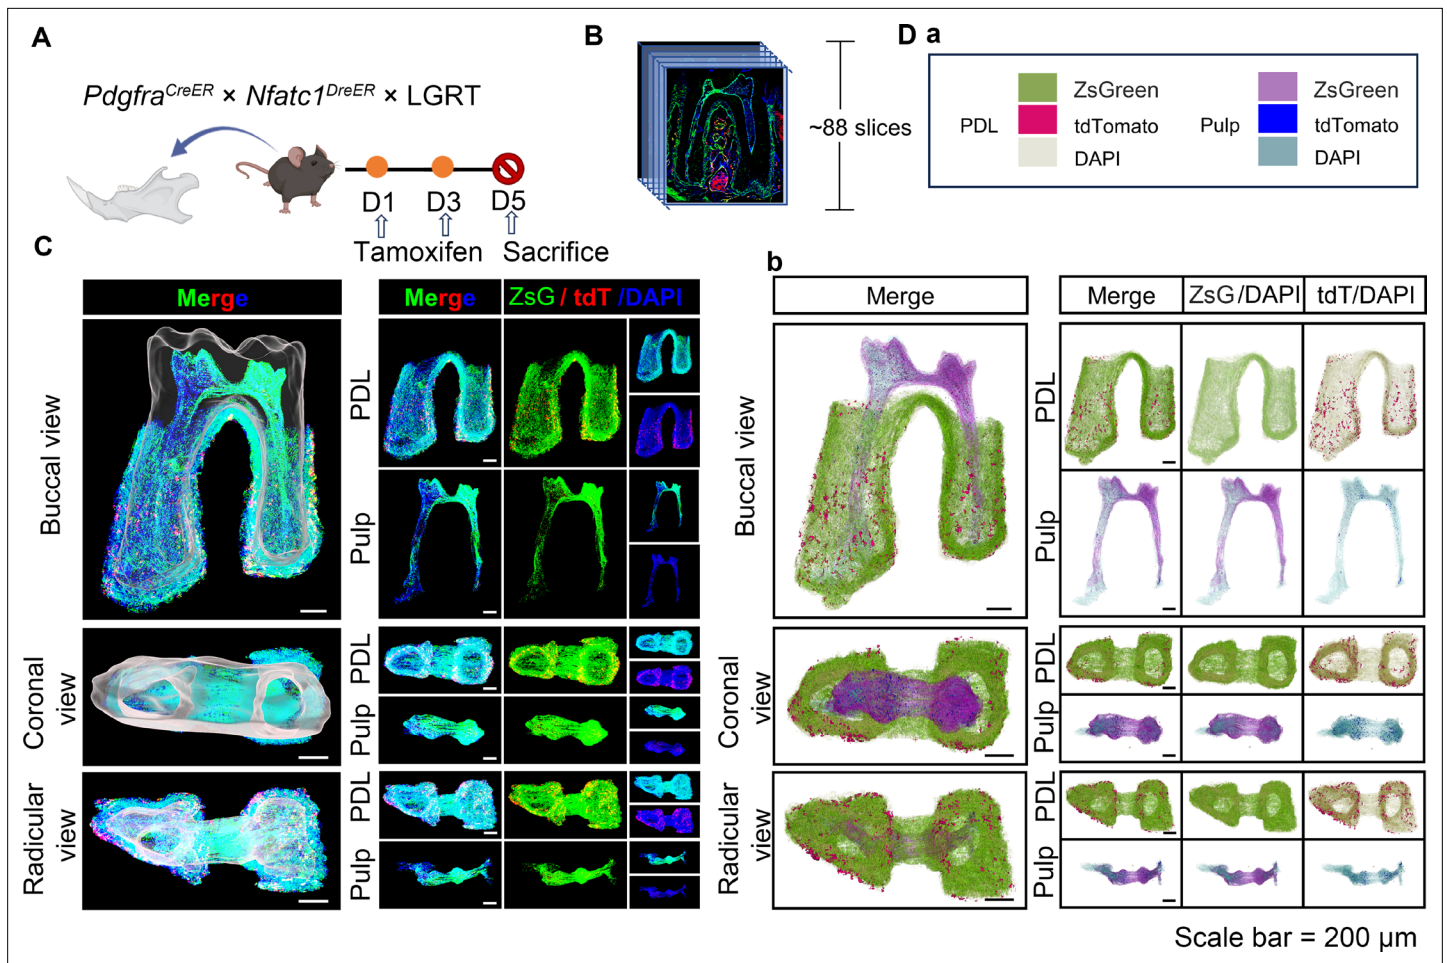 A
Pdgfra^CreER × Nfatc1^DreER × LGRT
D1
D3
D5
Tamoxifen
Sacrifice
B
~88 slices
D a
PDL
ZsGreen
tdTomato
DAPI
Pulp
ZsGreen
tdTomato
DAPI
C
Merge
Merge
ZsG / tdT /DAPI
Buccal view
PDL
Pulp
Coronal
view
PDL
Pulp
Radicular
view
PDL
Pulp
b
Merge
Merge
ZsG/DAPI
tdT/DAPI
Buccal view
PDL
Pulp
Coronal
view
PDL
Pulp
Radicular
view
PDL
Pulp
Scale bar = 200 µm